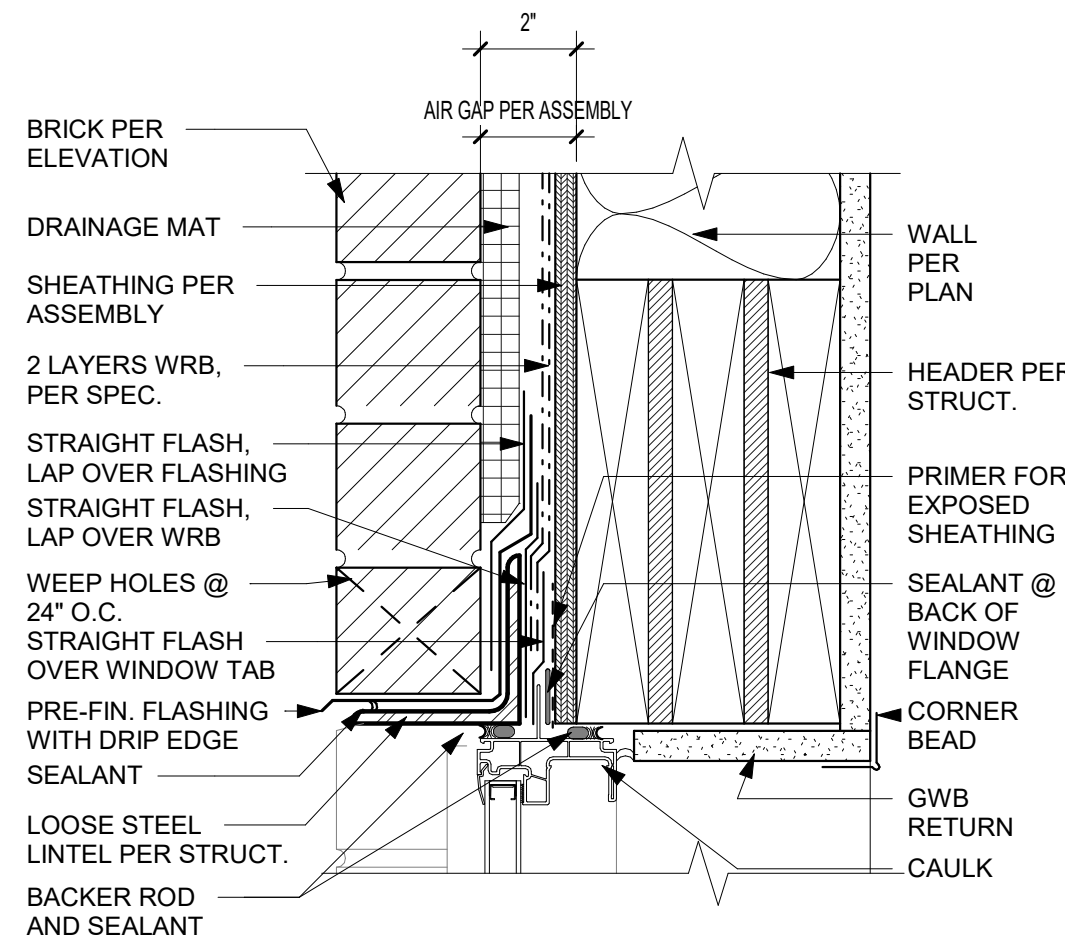 2"
AIR GAP PER ASSEMBLY
BRICK PER
ELEVATION
DRAINAGE MAT
SHEATHING PER
ASSEMBLY
2 LAYERS WRB,
PER SPEC.
STRAIGHT FLASH,
LAP OVER FLASHING
STRAIGHT FLASH,
LAP OVER WRB
WEEP HOLES @
24" O.C.
STRAIGHT FLASH
OVER WINDOW TAB
PRE-FIN. FLASHING
WITH DRIP EDGE
SEALANT
LOOSE STEEL
LINTEL PER STRUCT.
BACKER ROD
AND SEALANT
WALL
PER
PLAN
HEADER PER
STRUCT.
PRIMER FOR
EXPOSED
SHEATHING
SEALANT @
BACK OF
WINDOW
FLANGE
CORNER
BEAD
GWB
RETURN
CAULK